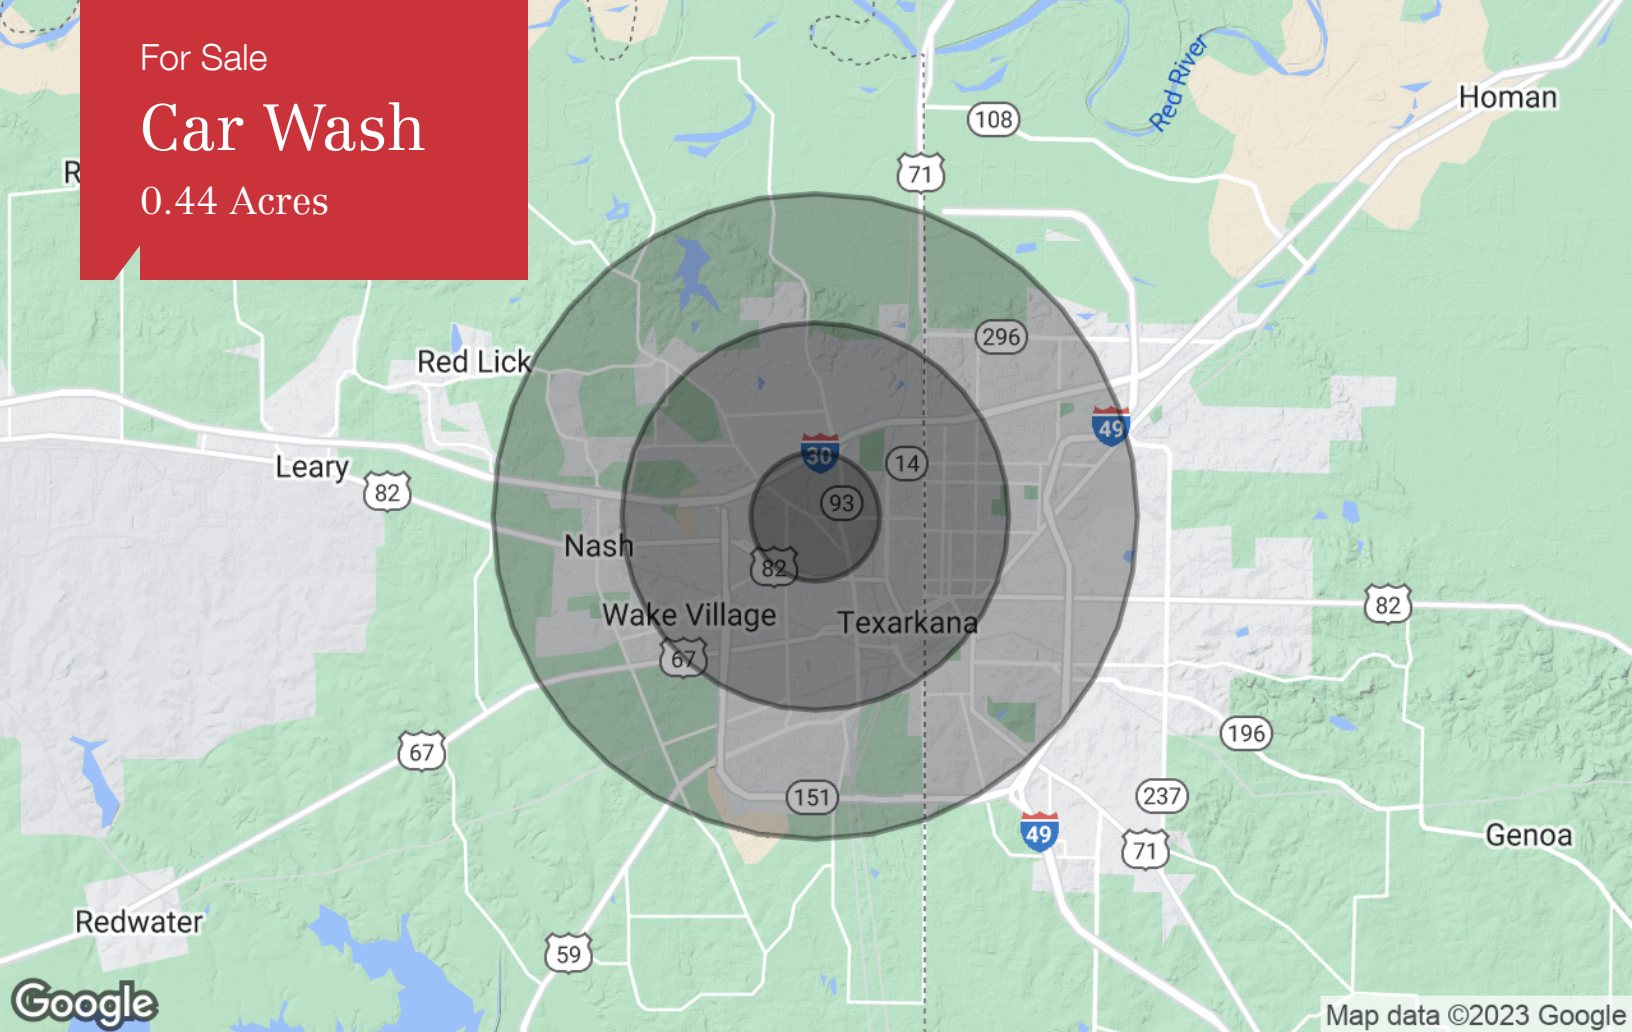 For Sale
Car Wash
0.44 Acres
R
Red River
Homan
108
71
296
Red Lick
49
30
14
Leary
82
93
Nash
82
82
Wake Village
Texarkana
67
67
196
151
237
49
71
Genoa
Redwater
59
Google
Map data ©2023 Google